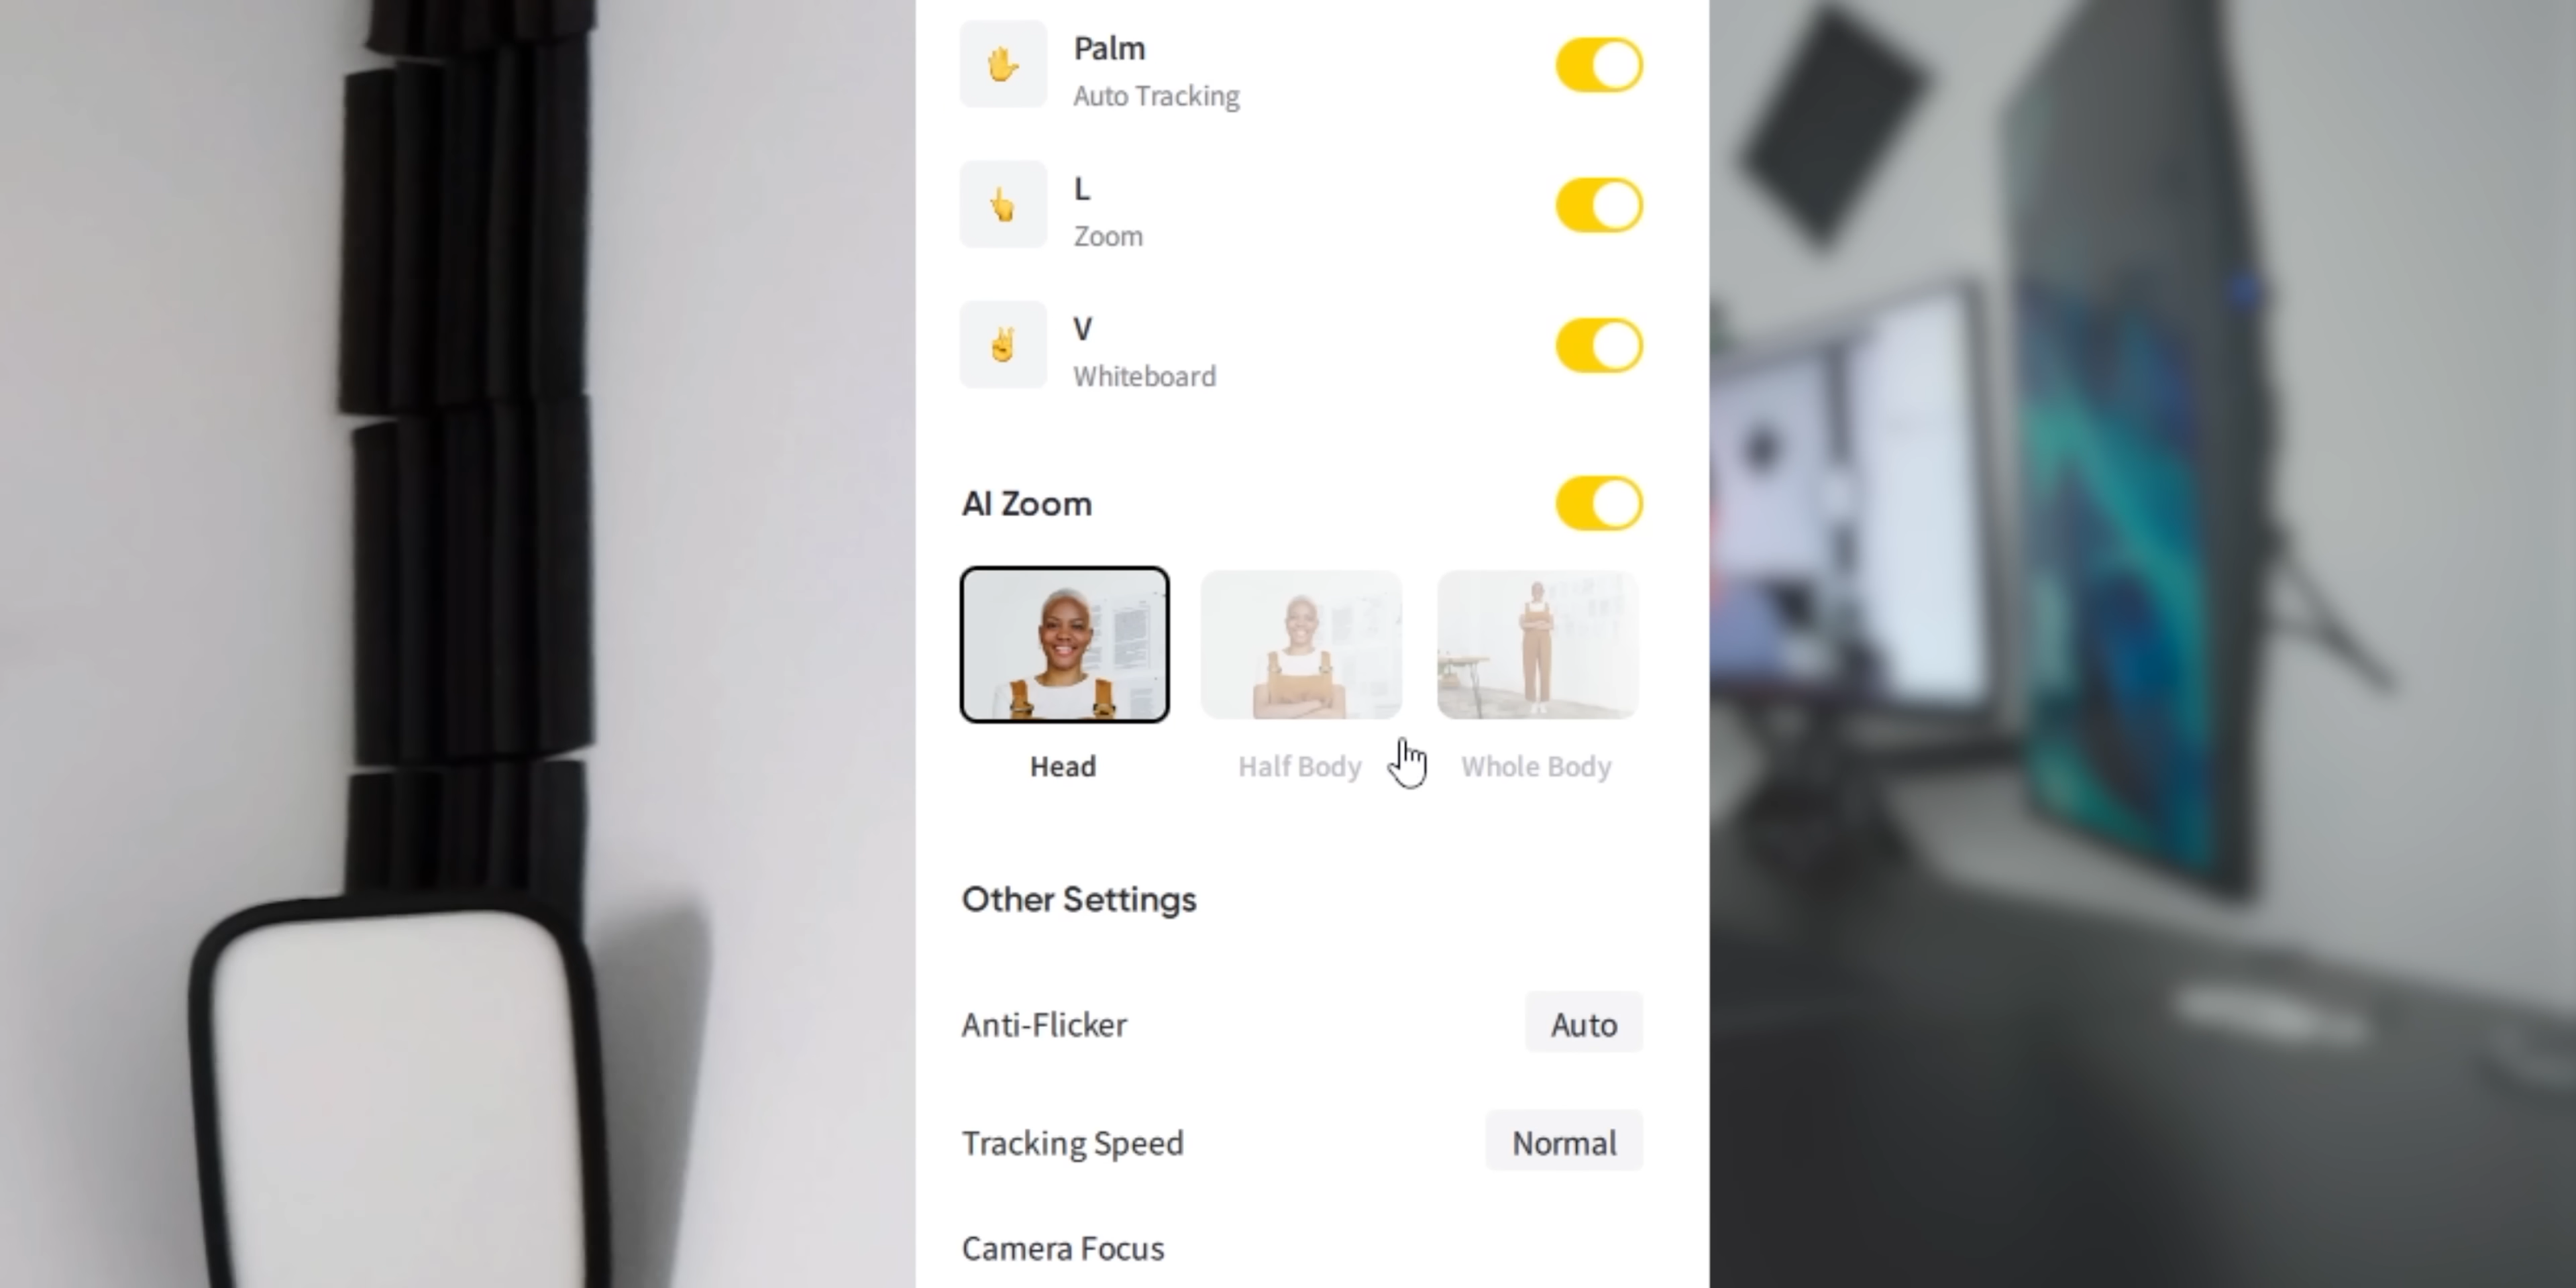 Palm
Auto Tracking
L
Zoom
V
Whiteboard
AI Zoom
Head
Half Body
Whole Body
Other Settings
Anti-Flicker
Auto
Tracking Speed
Normal
Camera Focus